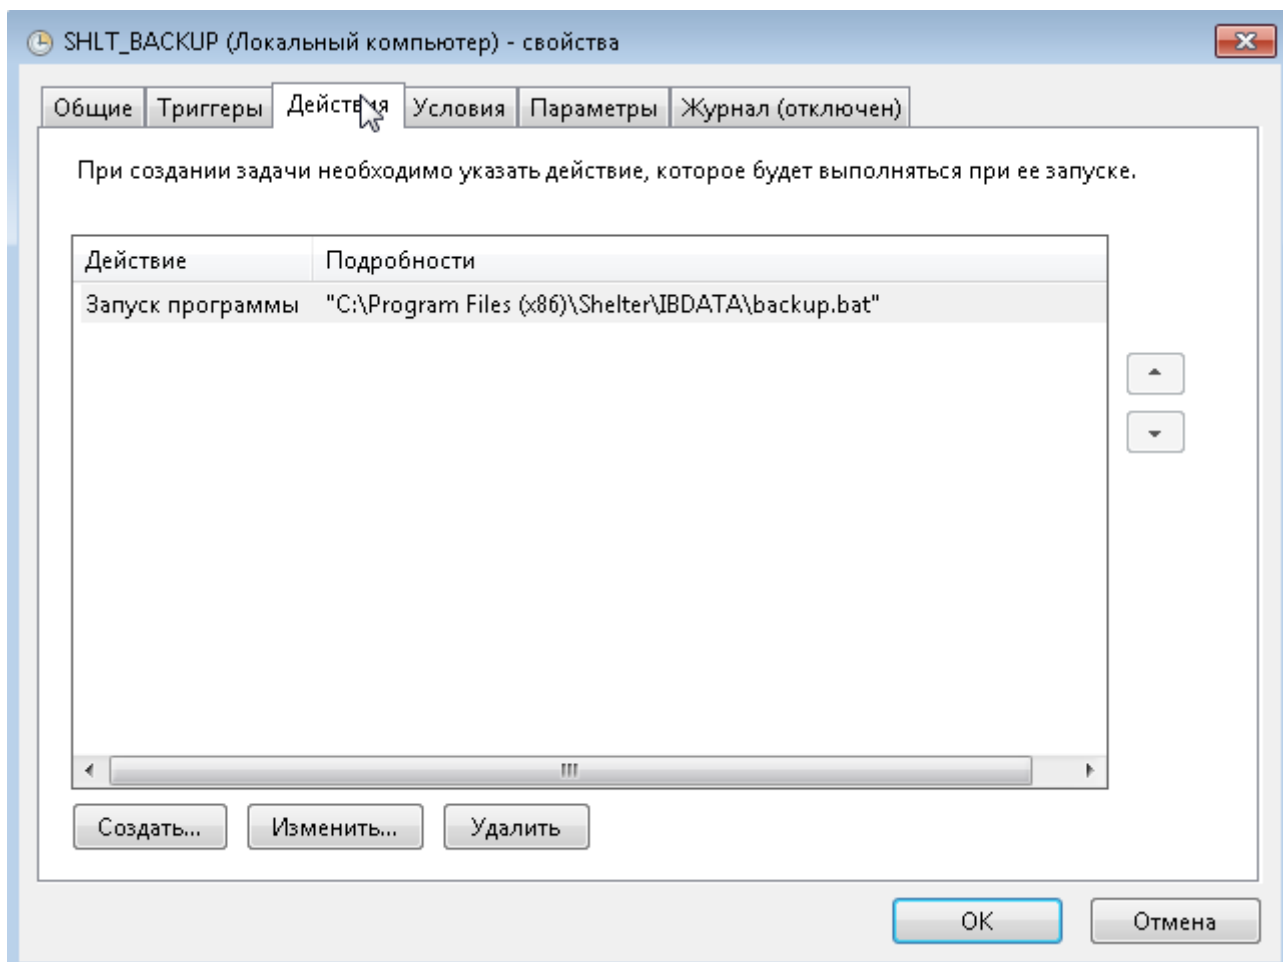 SHLT_BACKUP (Локальный компьютер) - свойства
Общие Триггеры Действия Условия Параметры Журнал (отключен)
При создании задачи необходимо указать действие, которое будет выполняться при ее запуске.
Действие Подробности
Запуск программы "C:\Program Files (x86)\Shelter\IBDATA\backup.bat"
Создать... Изменить... Удалить
OK Отмена